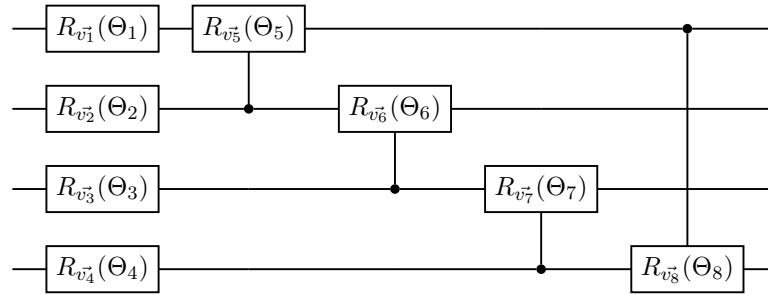 $R_{\vec{v_1}}(\Theta_1)$ $R_{\vec{v_5}}(\Theta_5)$
$R_{\vec{v_2}}(\Theta_2)$ $R_{\vec{v_6}}(\Theta_6)$
$R_{\vec{v_3}}(\Theta_3)$ $R_{\vec{v_7}}(\Theta_7)$
$R_{\vec{v_4}}(\Theta_4)$ $R_{\vec{v_8}}(\Theta_8)$